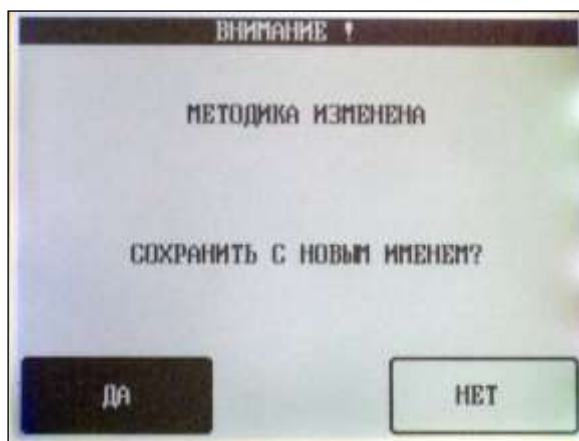 ВНИМАНИЕ !
МЕТОДИКА ИЗМЕНЕНА
СОХРАНИТЬ С НОВЫМ ИМЕНЕМ?
ДА
НЕТ